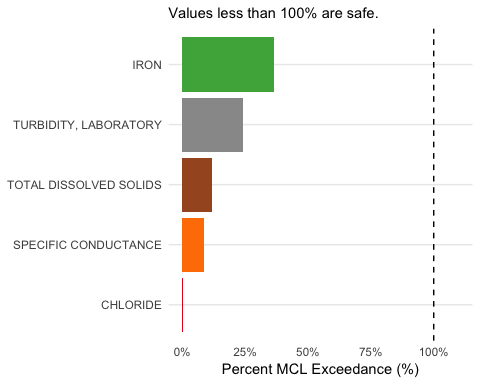 Values less than 100% are safe.
IRON
TURBIDITY, LABORATORY
TOTAL DISSOLVED SOLIDS
SPECIFIC CONDUCTANCE
CHLORIDE
0% 25% 50% 75% 100%
Percent MCL Exceedance (%)